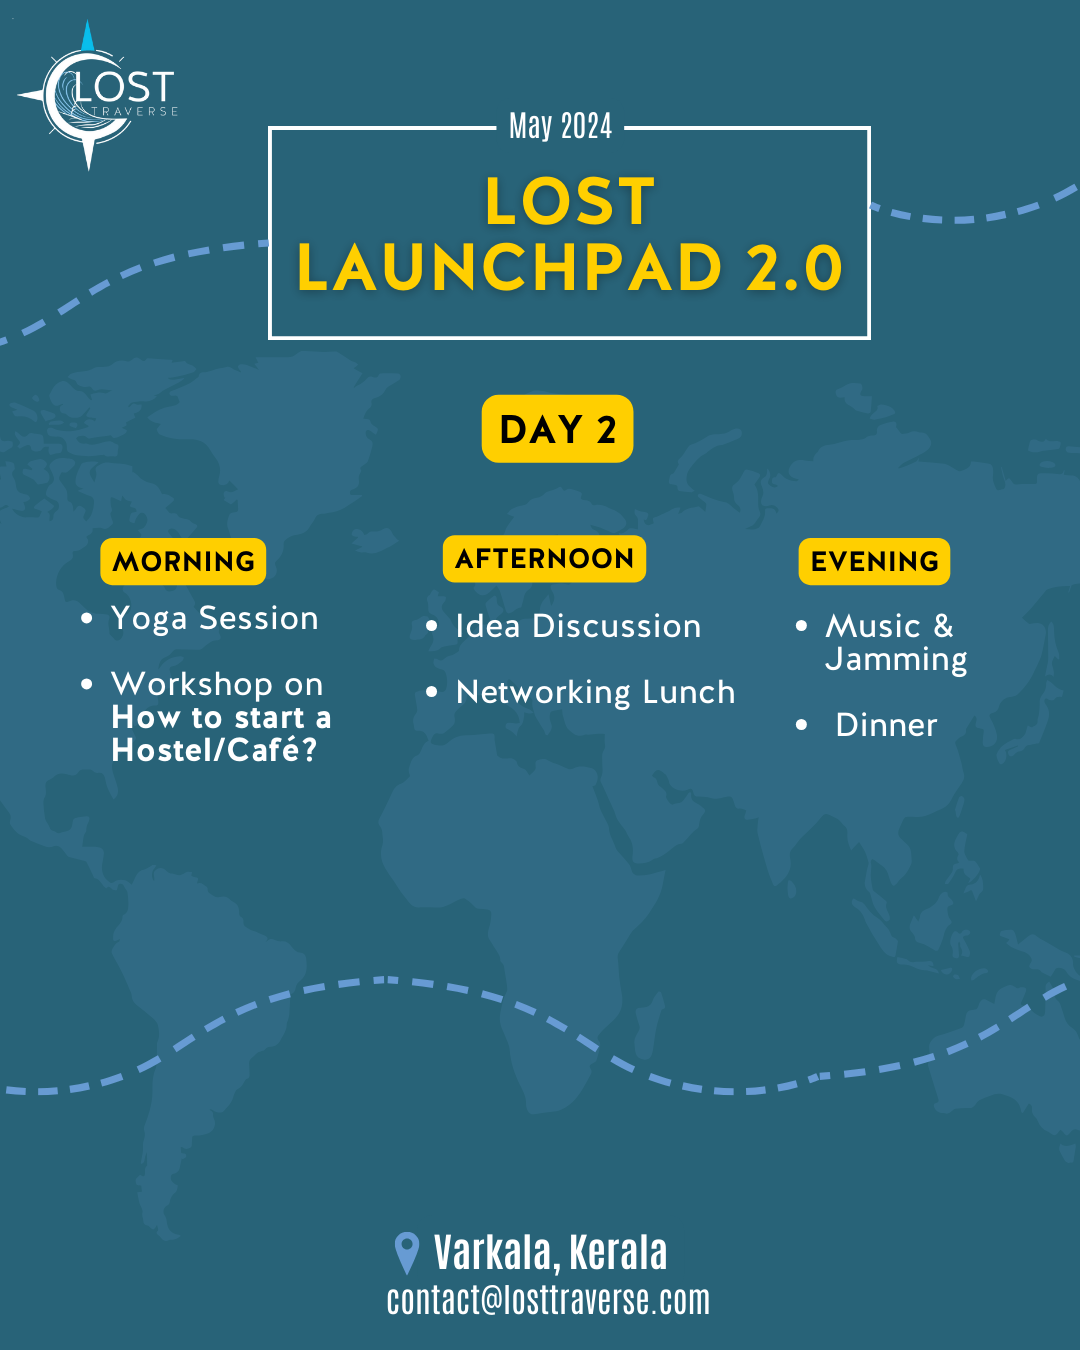 LOST
TRAVERSE
May 2024
LOST
LAUNCHPAD 2.0
DAY 2
MORNING
• Yoga Session
• Workshop on
How to start a
Hostel/Café?
AFTERNOON
• Idea Discussion
• Networking Lunch
EVENING
• Music &
Jamming
• Dinner
Varkala, Kerala
contact@losttraverse.com